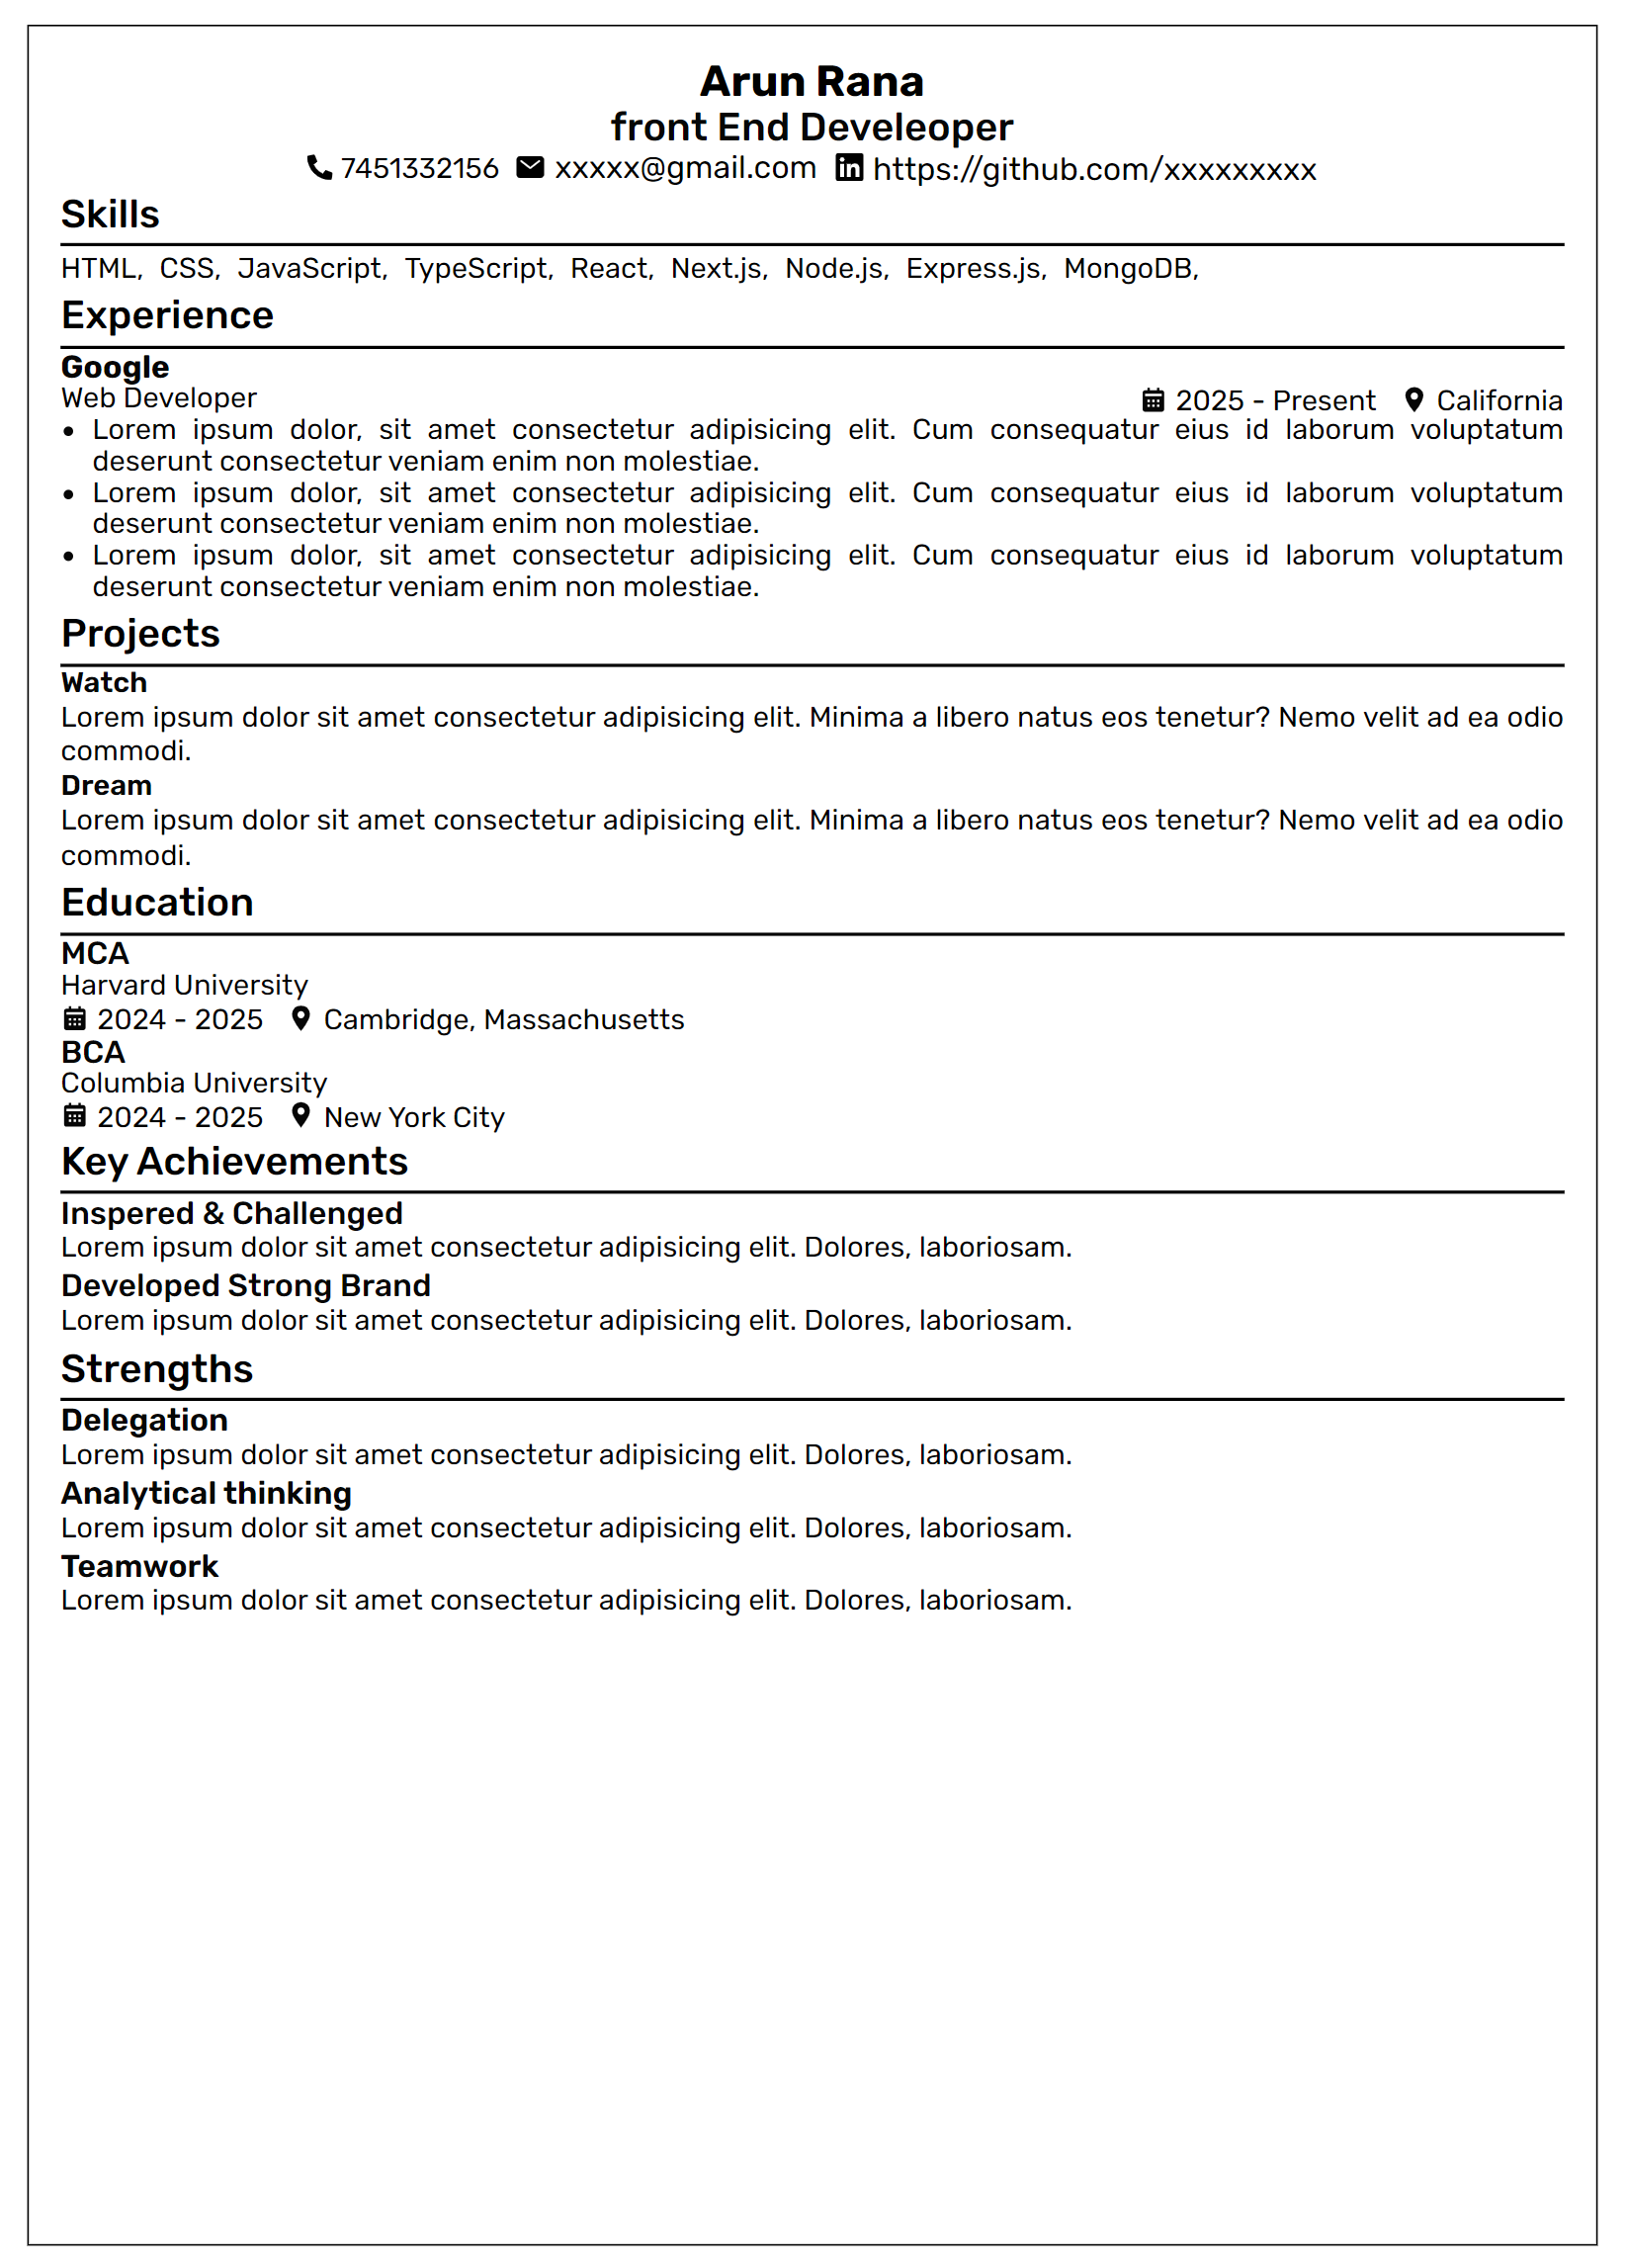 Arun Rana
front End Develeoper
7451332156 xxxxx@gmail.com https://github.com/xxxxxxxxx
Skills
HTML, CSS, JavaScript, TypeScript, React, Next.js, Node.js, Express.js, MongoDB,
Experience
Google
Web Developer 2025 - Present California
• Lorem ipsum dolor, sit amet consectetur adipisicing elit. Cum consequatur eius id laborum voluptatum
deserunt consectetur veniam enim non molestiae.
• Lorem ipsum dolor, sit amet consectetur adipisicing elit. Cum consequatur eius id laborum voluptatum
deserunt consectetur veniam enim non molestiae.
• Lorem ipsum dolor, sit amet consectetur adipisicing elit. Cum consequatur eius id laborum voluptatum
deserunt consectetur veniam enim non molestiae.
Projects
Watch
Lorem ipsum dolor sit amet consectetur adipisicing elit. Minima a libero natus eos tenetur? Nemo velit ad ea odio
commodi.
Dream
Lorem ipsum dolor sit amet consectetur adipisicing elit. Minima a libero natus eos tenetur? Nemo velit ad ea odio
commodi.
Education
MCA
Harvard University
2024 - 2025 Cambridge, Massachusetts
BCA
Columbia University
2024 - 2025 New York City
Key Achievements
Inspered & Challenged
Lorem ipsum dolor sit amet consectetur adipisicing elit. Dolores, laboriosam.
Developed Strong Brand
Lorem ipsum dolor sit amet consectetur adipisicing elit. Dolores, laboriosam.
Strengths
Delegation
Lorem ipsum dolor sit amet consectetur adipisicing elit. Dolores, laboriosam.
Analytical thinking
Lorem ipsum dolor sit amet consectetur adipisicing elit. Dolores, laboriosam.
Teamwork
Lorem ipsum dolor sit amet consectetur adipisicing elit. Dolores, laboriosam.